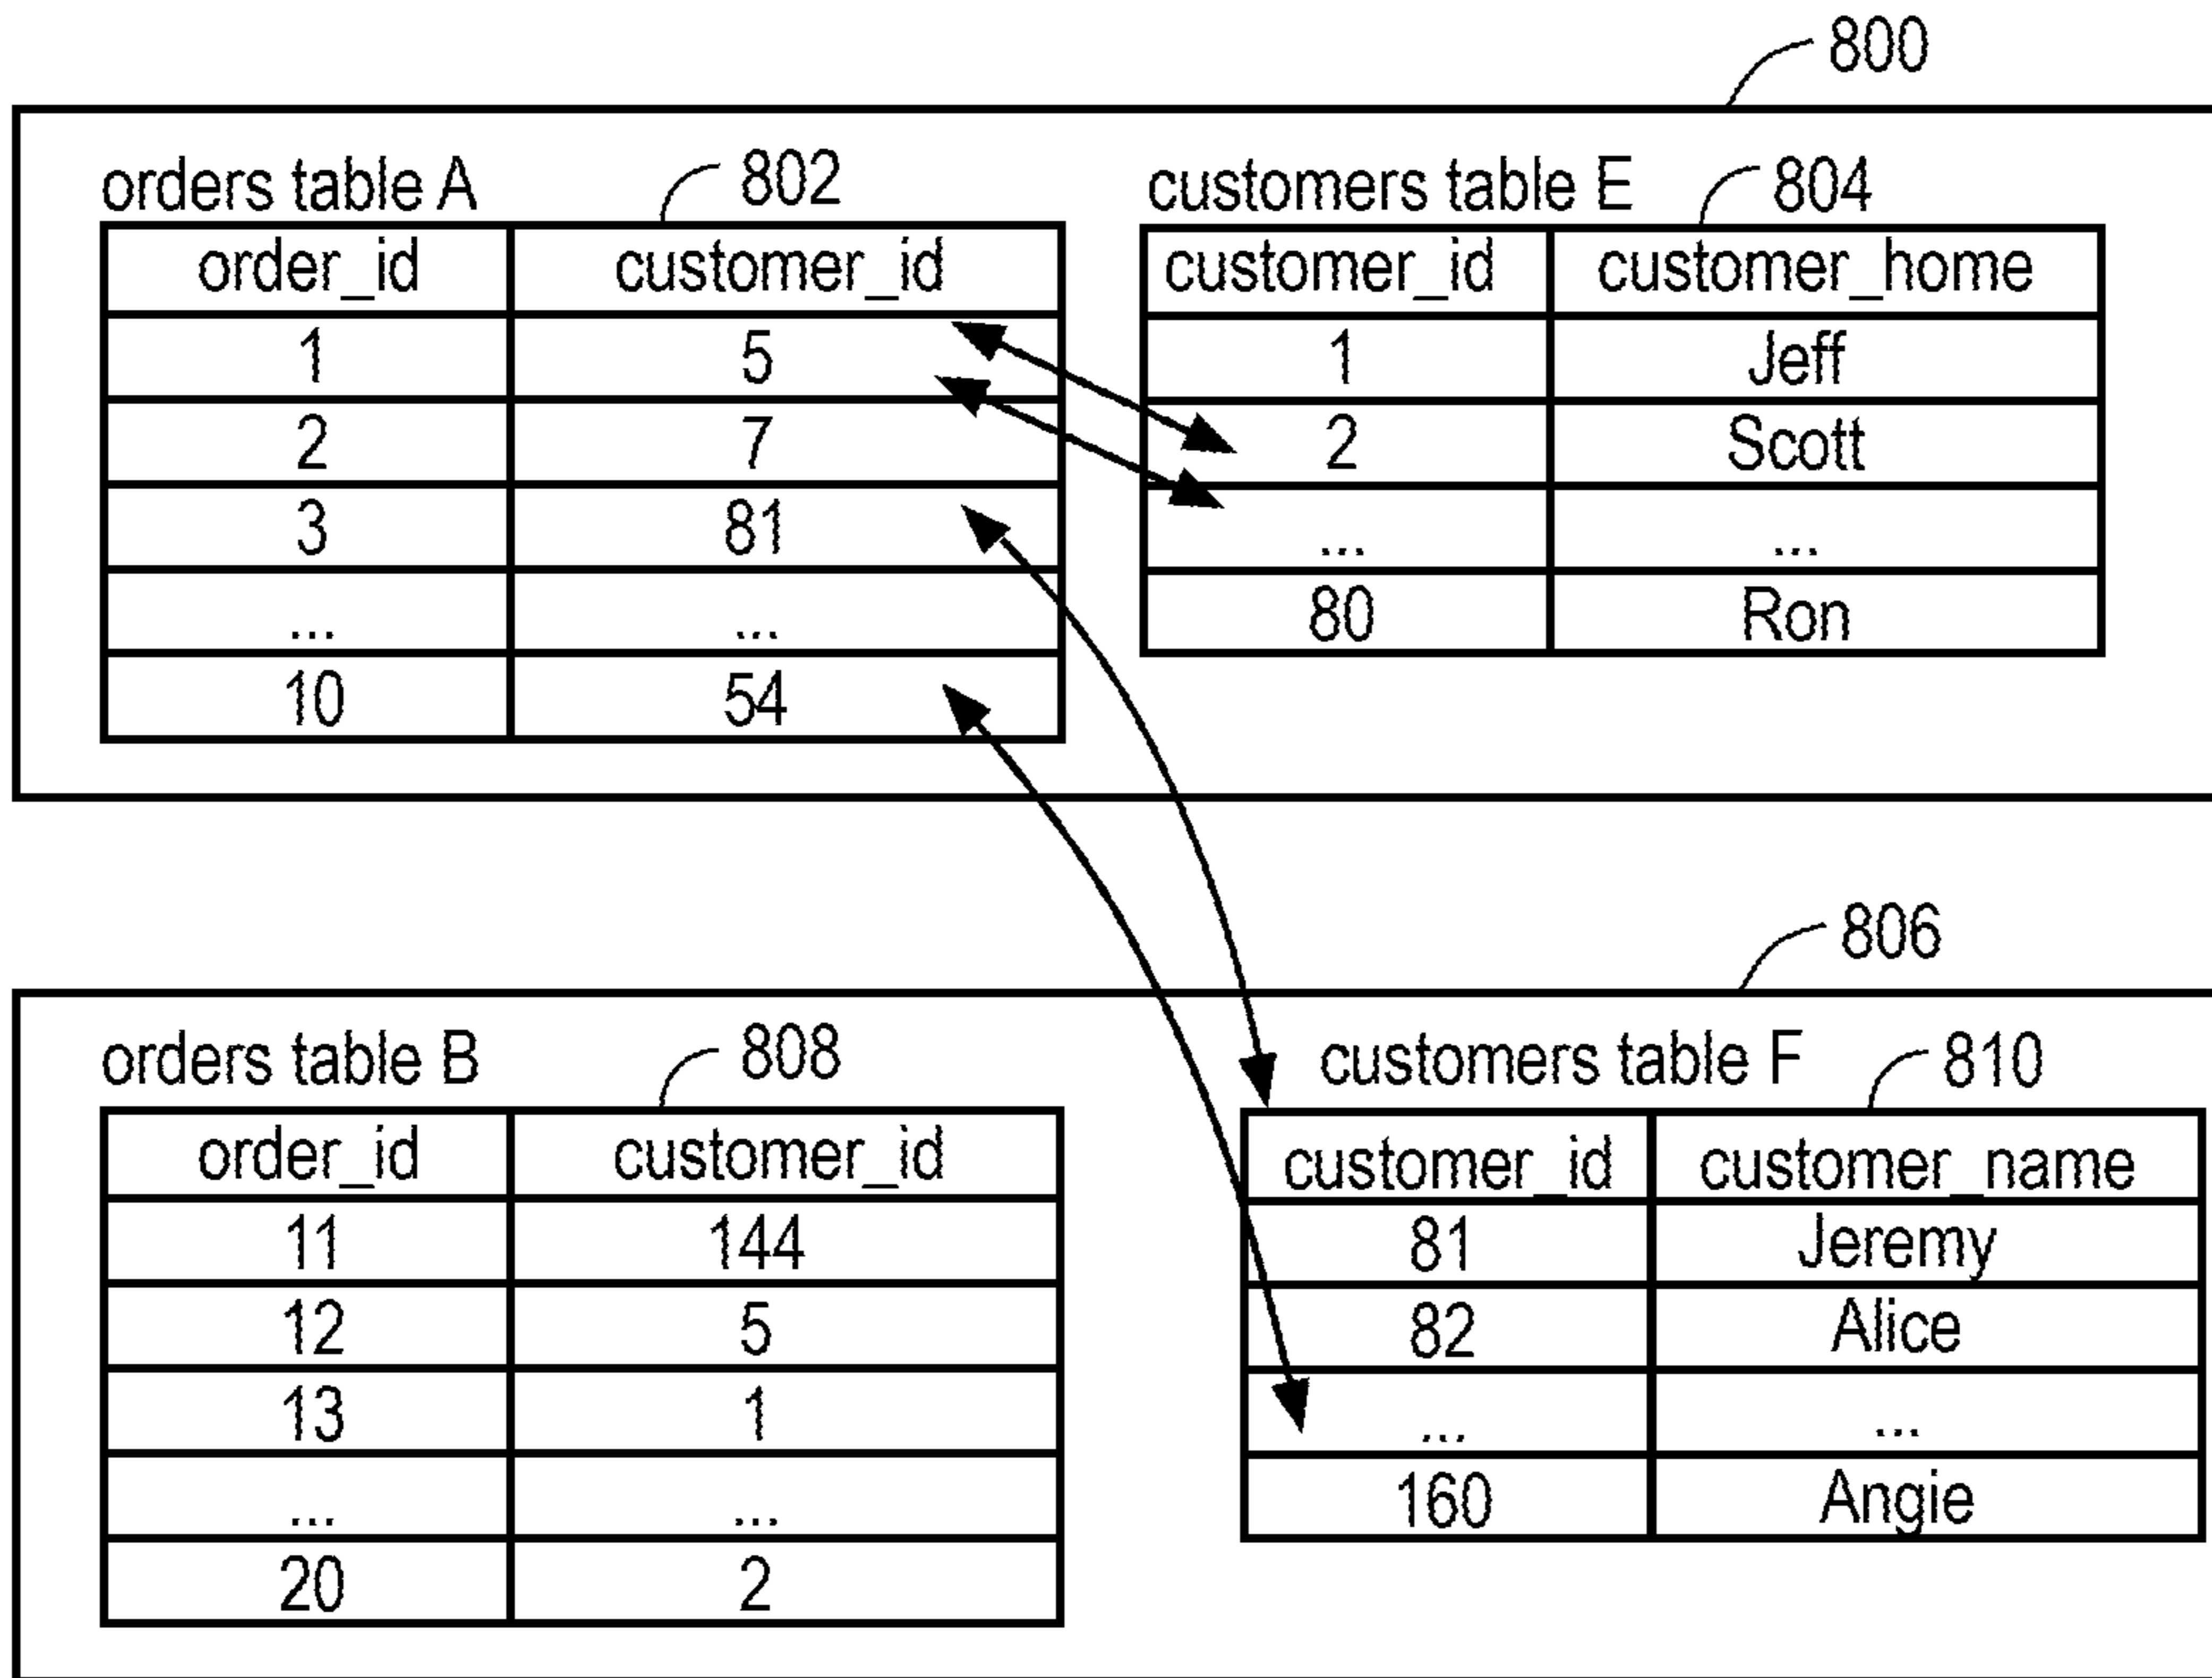 800
orders table A 802
order_id customer_id
1 5
2 7
3 81
... ...
10 54
customers table E 804
customer_id customer_home
1 Jeff
2 Scott
... ...
80 Ron
806
orders table B 808
order_id customer_id
11 144
12 5
13 1
... ...
20 2
customers table F 810
customer_id customer_name
81 Jeremy
82 Alice
... ...
160 Angie